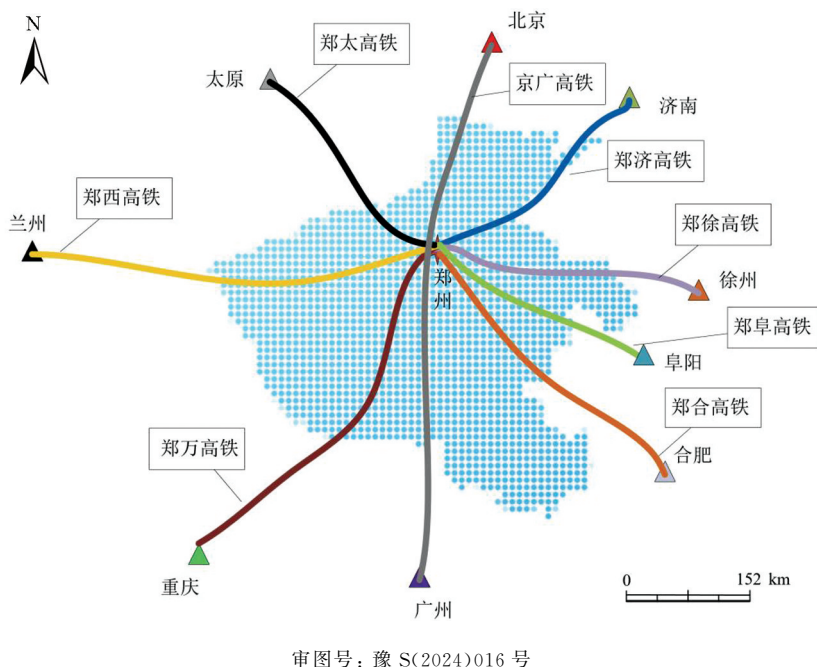 N
北京
郑太高铁
太原
京广高铁
济南
郑济高铁
郑西高铁
兰州
郑徐高铁
郑州
徐州
郑阜高铁
阜阳
郑合高铁
郑万高铁
合肥
重庆
广州
0 152 km
审图号：豫 S(2024)016 号